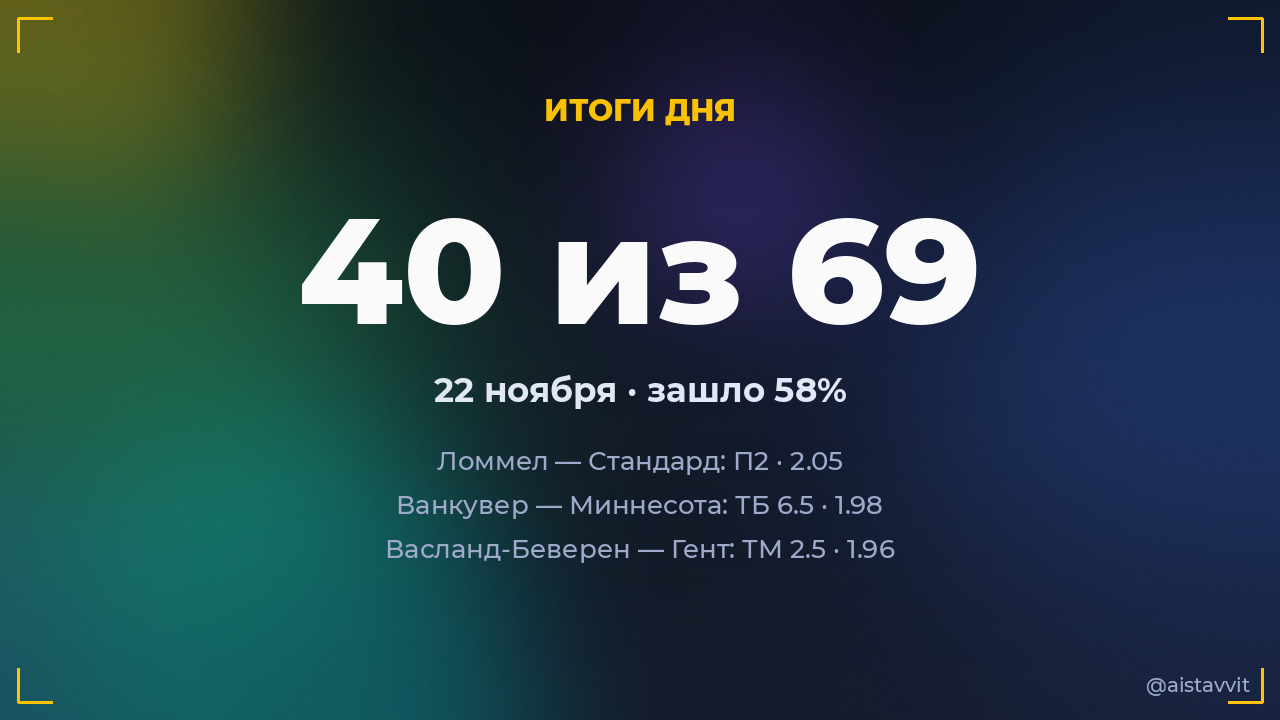 ИТОГИ ДНЯ
40 из 69
22 ноября · зашло 58%
Ломмел — Стандард: П2 · 2.05
Ванкувер — Миннесота: ТБ 6.5 · 1.98
Васланд-Беверен — Гент: ТМ 2.5 · 1.96
@aistavvit